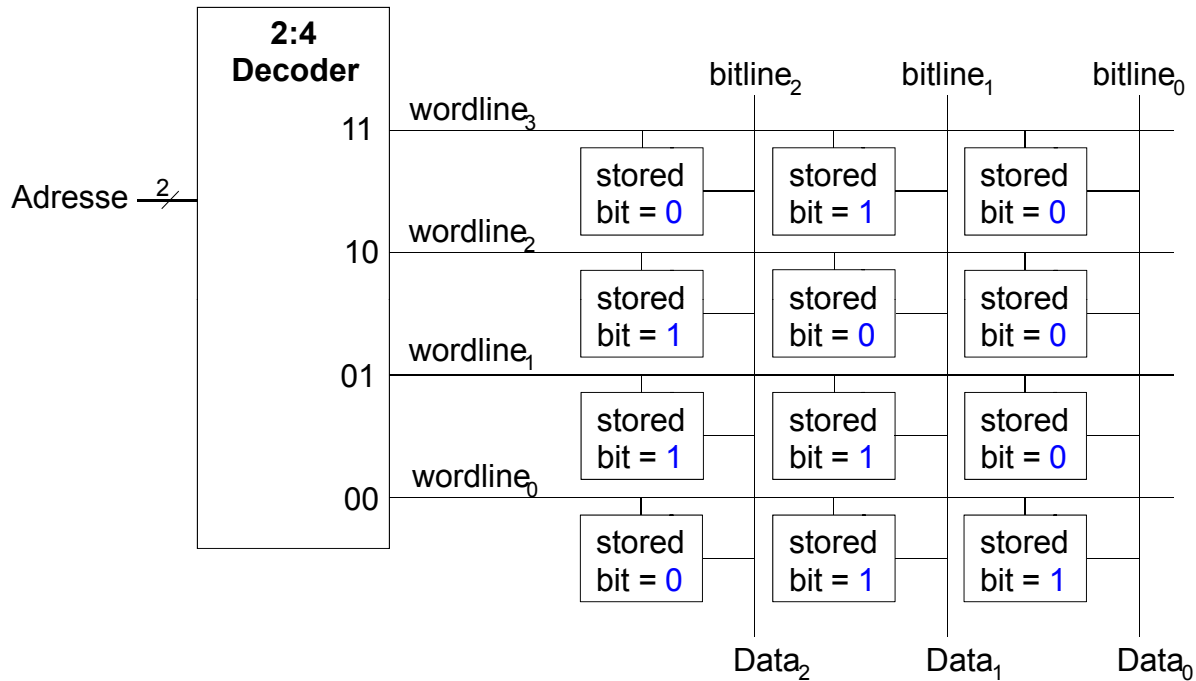 2:4
Decoder
bitline₂ bitline₁ bitline₀
wordline₃
11
stored stored stored
bit = 0 bit = 1 bit = 0
Adresse 2
wordline₂
10
stored stored stored
bit = 1 bit = 0 bit = 0
wordline₁
01
stored stored stored
bit = 1 bit = 1 bit = 0
wordline₀
00
stored stored stored
bit = 0 bit = 1 bit = 1
Data₂ Data₁ Data₀